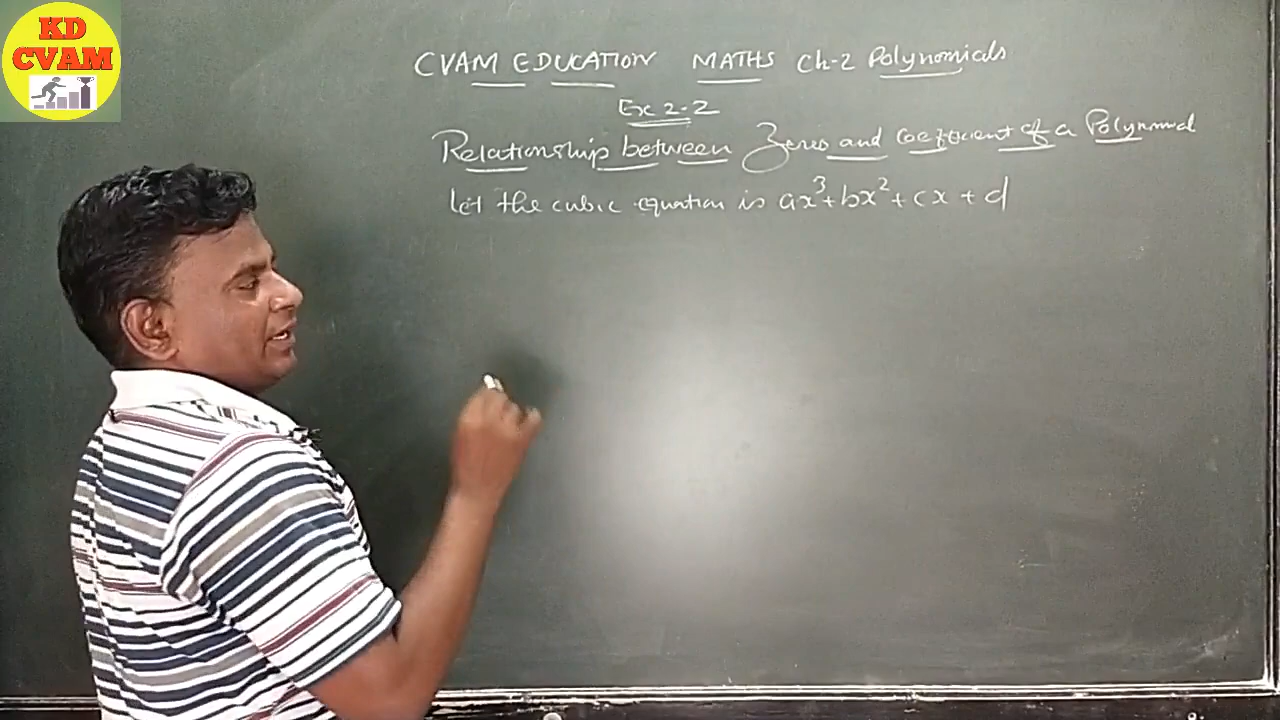 KD
CVAM
CVAM EDUCATION MATHS Ch-2 Polynomials
Ex 2.2
Relationship between Zeros and coefficient of a Polynomial
let the cubic equation is ax³+bx²+cx+d